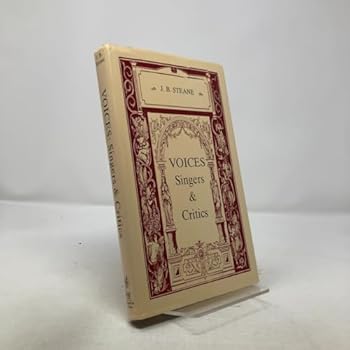 J. B. STEANE
VOICES
Singers
&
Critics
VOICES Singers & Critics